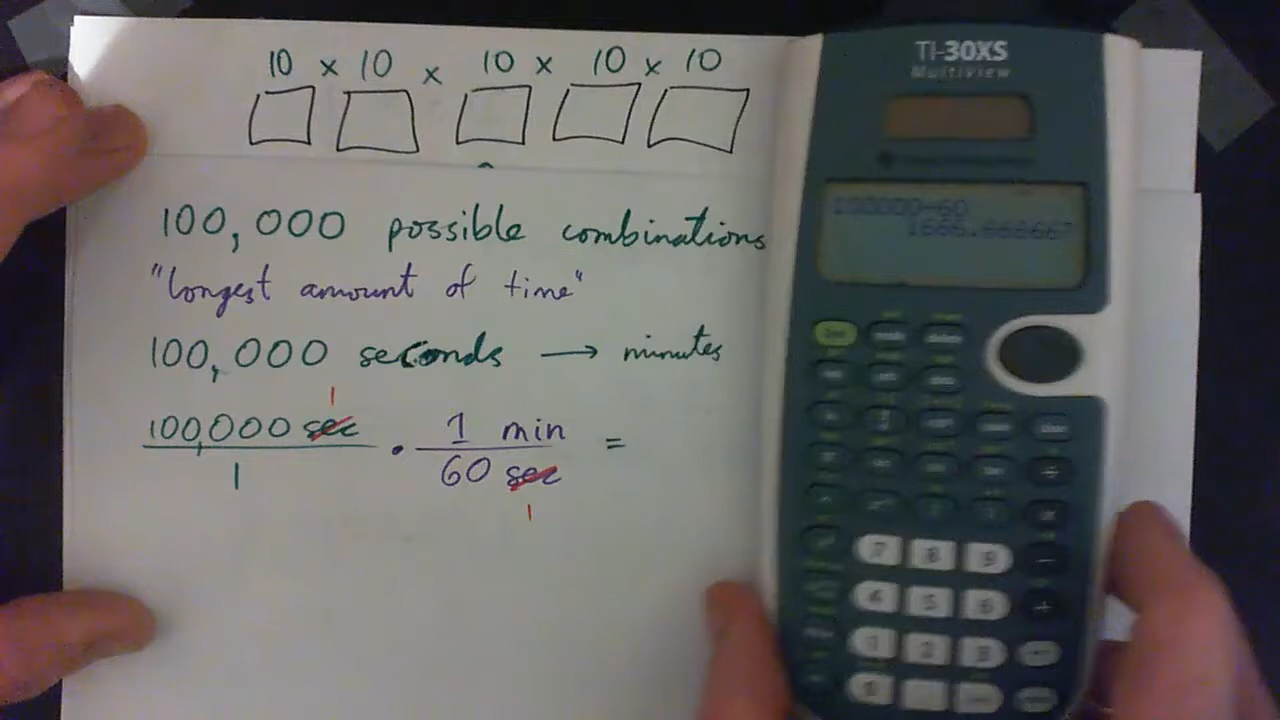 10 × 10 × 10 × 10 × 10
100,000 possible combinations
"longest amount of time"
100,000 seconds → minutes
1
100,000 sec / 1 · 1 min / 60 sec =
1
TI-30XS
MultiView
100000÷60
1666.666667
7 8 9
4 5 6
1 2 3
0